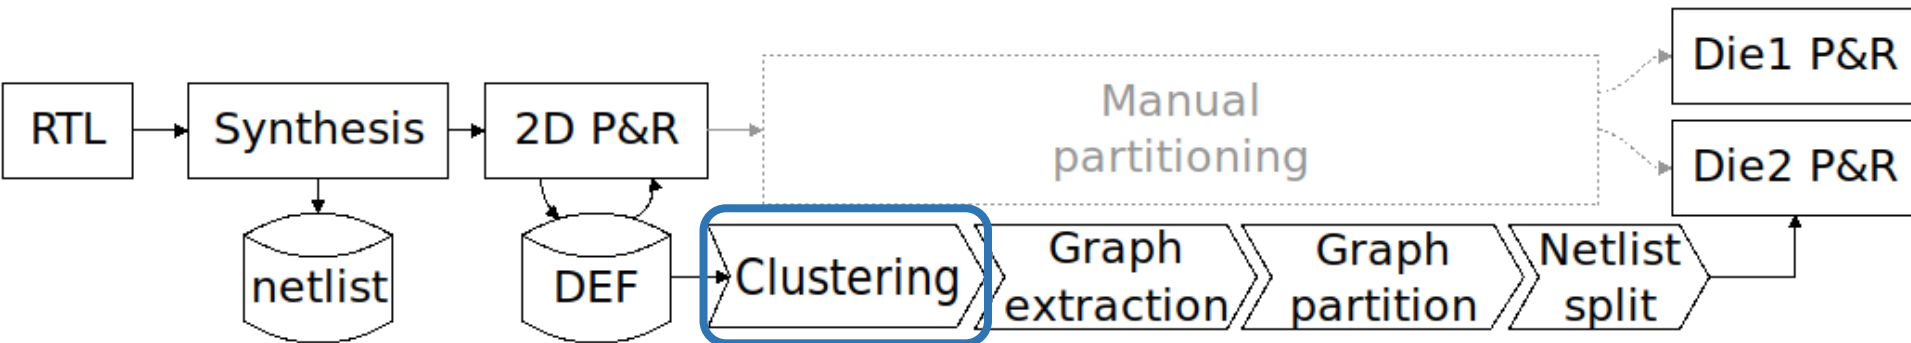 Die1 P&R
RTL
Synthesis
2D P&R
Manual
partitioning
Die2 P&R
netlist
DEF
Clustering
Graph
extraction
Graph
partition
Netlist
split